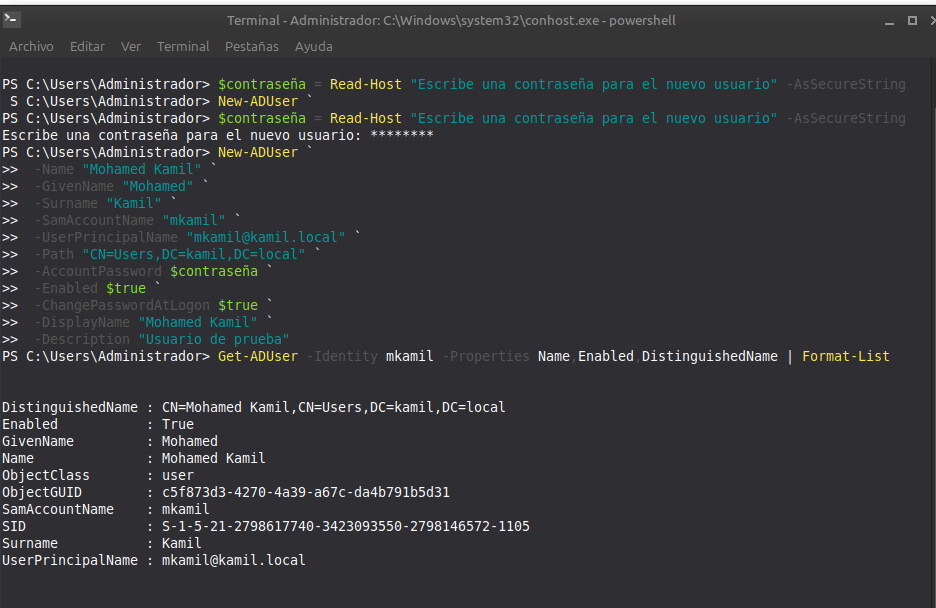 Terminal - Administrador: C:\Windows\system32\conhost.exe - powershell
Archivo Editar Ver Terminal Pestañas Ayuda
PS C:\Users\Administrador> $contraseña = Read-Host "Escribe una contraseña para el nuevo usuario" -AsSecureString
S C:\Users\Administrador> New-ADUser `
PS C:\Users\Administrador> $contraseña = Read-Host "Escribe una contraseña para el nuevo usuario" -AsSecureString
Escribe una contraseña para el nuevo usuario: ********
PS C:\Users\Administrador> New-ADUser `
>>  -Name "Mohamed Kamil" `
>>  -GivenName "Mohamed" `
>>  -Surname "Kamil" `
>>  -SamAccountName "mkamil" `
>>  -UserPrincipalName "mkamil@kamil.local" `
>>  -Path "CN=Users,DC=kamil,DC=local" `
>>  -AccountPassword $contraseña `
>>  -Enabled $true `
>>  -ChangePasswordAtLogon $true `
>>  -DisplayName "Mohamed Kamil" `
>>  -Description "Usuario de prueba"
PS C:\Users\Administrador> Get-ADUser -Identity mkamil -Properties Name,Enabled,DistinguishedName | Format-List
DistinguishedName : CN=Mohamed Kamil,CN=Users,DC=kamil,DC=local
Enabled           : True
GivenName         : Mohamed
Name              : Mohamed Kamil
ObjectClass       : user
ObjectGUID        : c5f873d3-4270-4a39-a67c-da4b791b5d31
SamAccountName    : mkamil
SID               : S-1-5-21-2798617740-3423093550-2798146572-1105
Surname           : Kamil
UserPrincipalName : mkamil@kamil.local